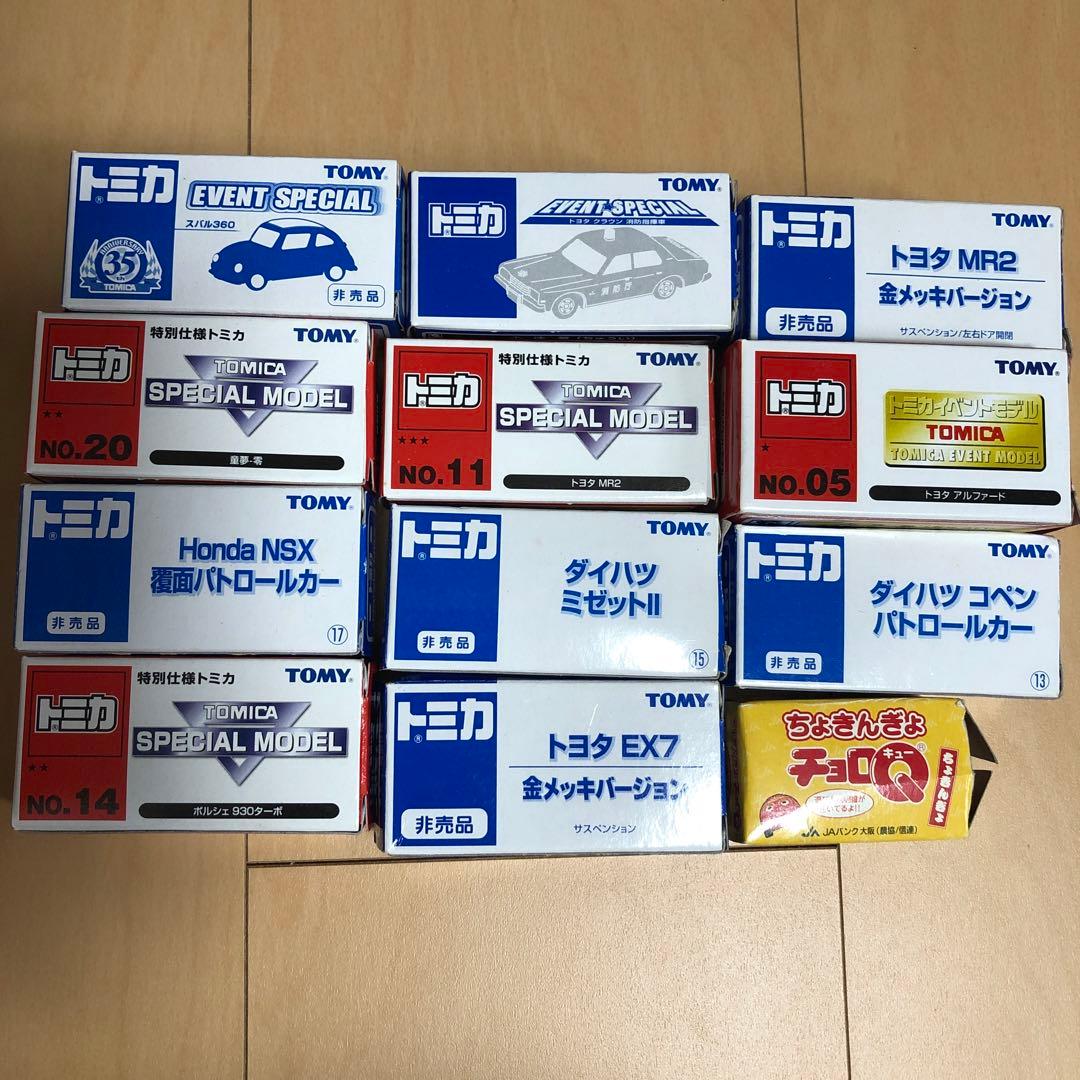 トミカ
TOMY
EVENT SPECIAL
スバル360
ANNIVERSARY
35th
TOMICA
非売品
トミカ
TOMY
EVENT SPECIAL
トヨタ クラウン 消防指揮車
消防庁
トミカ
TOMY
トヨタ MR2
金メッキバージョン
非売品
サスペンション/左右ドア開閉
特別仕様トミカ
TOMY
トミカ
TOMICA
SPECIAL MODEL
★★
NO.20
童夢-零
特別仕様トミカ
TOMY
トミカ
TOMICA
SPECIAL MODEL
★★★
NO.11
トヨタ MR2
TOMY
トミカ
トミカイベントモデル
TOMICA
TOMICA EVENT MODEL
★
NO.05
トヨタ アルファード
トミカ
TOMY
Honda NSX
覆面パトロールカー
非売品
⑰
トミカ
TOMY
ダイハツ
ミゼットII
非売品
⑮
トミカ
TOMY
ダイハツ コペン
パトロールカー
非売品
⑬
特別仕様トミカ
TOMY
トミカ
TOMICA
SPECIAL MODEL
★★
NO.14
ポルシェ 930ターボ
トミカ
TOMY
トヨタ EX7
金メッキバージョン
非売品
サスペンション
ちょきんぎょ
チョロQ
キュー
ちょきんぎょ
JA JAバンク大阪(農協/信連)